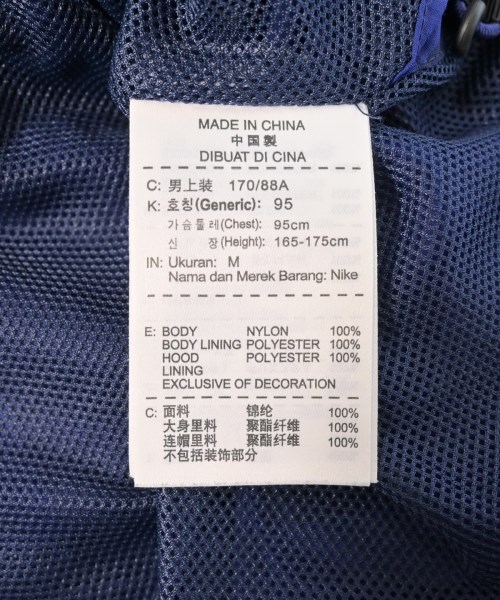 MADE IN CHINA
中国製
DIBUAT DI CINA
C: 男上装 170/88A
K: 호칭(Generic): 95
가슴둘레(Chest): 95cm
신 장(Height): 165-175cm
IN: Ukuran: M
Nama dan Merek Barang: Nike
E: BODY NYLON 100%
BODY LINING POLYESTER 100%
HOOD POLYESTER 100%
LINING
EXCLUSIVE OF DECORATION
C: 面料 锦纶 100%
大身里料 聚酯纤维 100%
连帽里料 聚酯纤维 100%
不包括装饰部分